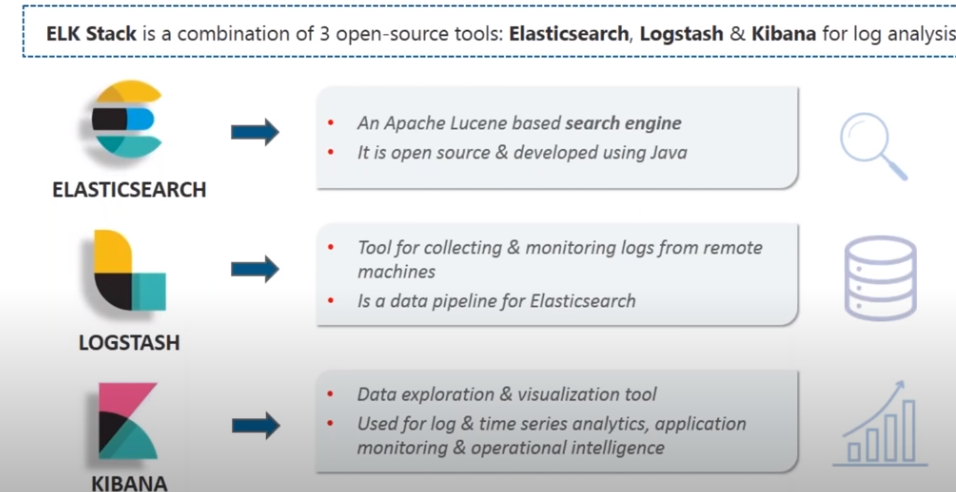 ELK Stack is a combination of 3 open-source tools: Elasticsearch, Logstash & Kibana for log analysis
• An Apache Lucene based search engine
• It is open source & developed using Java
ELASTICSEARCH
• Tool for collecting & monitoring logs from remote
machines
• Is a data pipeline for Elasticsearch
LOGSTASH
• Data exploration & visualization tool
• Used for log & time series analytics, application
monitoring & operational intelligence
KIBANA